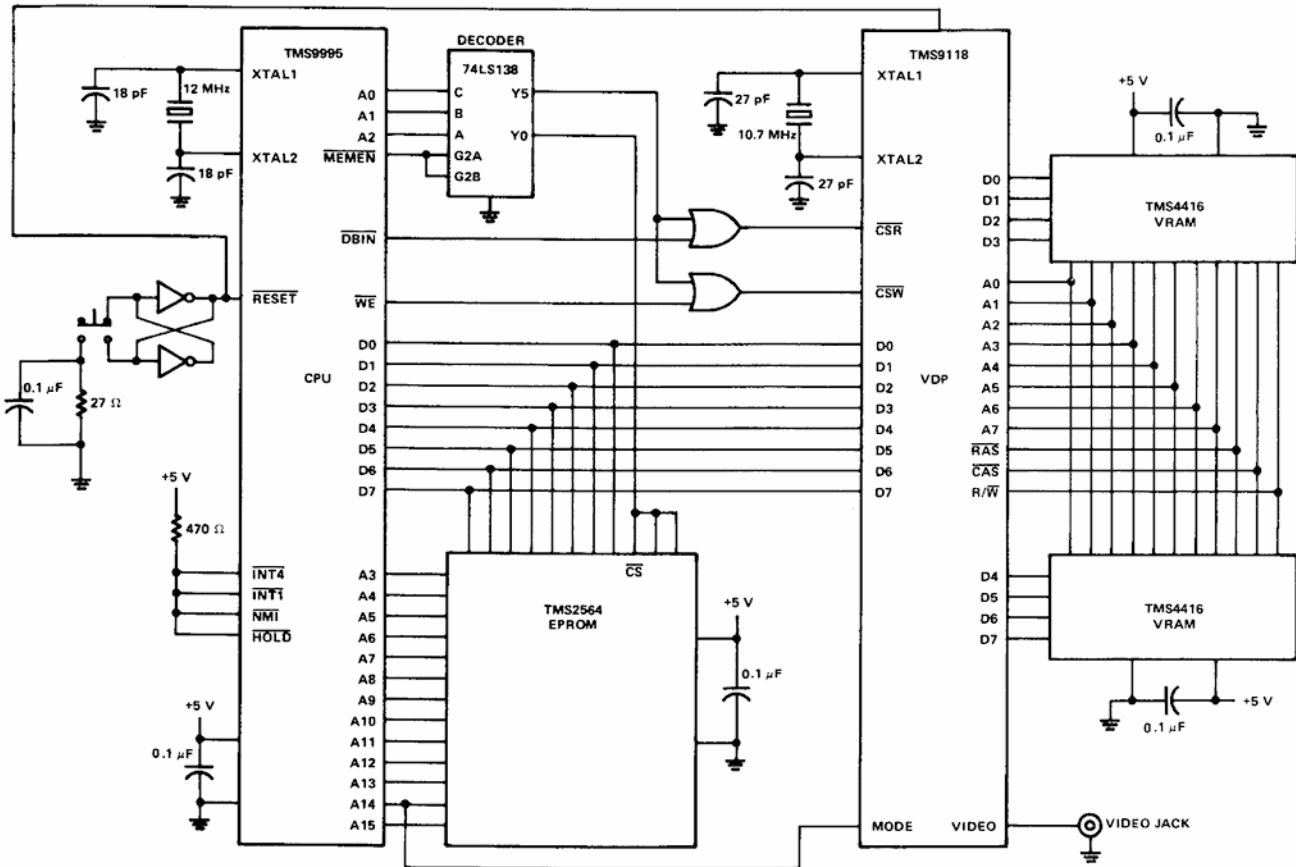 TMS9995
XTAL1
18 pF
12 MHz
XTAL2
18 pF
A0
A1
A2
MEMEN
DBIN
RESET
WE
D0
D1
D2
D3
D4
D5
D6
D7
CPU
0.1 μF
27 Ω
+5 V
470 Ω
INT4
INT1
NMI
HOLD
+5 V
0.1 μF
A3
A4
A5
A6
A7
A8
A9
A10
A11
A12
A13
A14
A15
DECODER
74LS138
C
B
A
G2A
G2B
Y5
Y0
CS
TMS2564
EPROM
+5 V
0.1 μF
TMS9118
XTAL1
27 pF
10.7 MHz
XTAL2
27 pF
CSR
CSW
D0
D1
D2
D3
D4
D5
D6
D7
VDP
MODE
VIDEO
VIDEO JACK
D0
D1
D2
D3
A0
A1
A2
A3
A4
A5
A6
A7
RAS
CAS
R/W
D4
D5
D6
D7
+5 V
0.1 μF
TMS4416
VRAM
TMS4416
VRAM
0.1 μF
+5 V